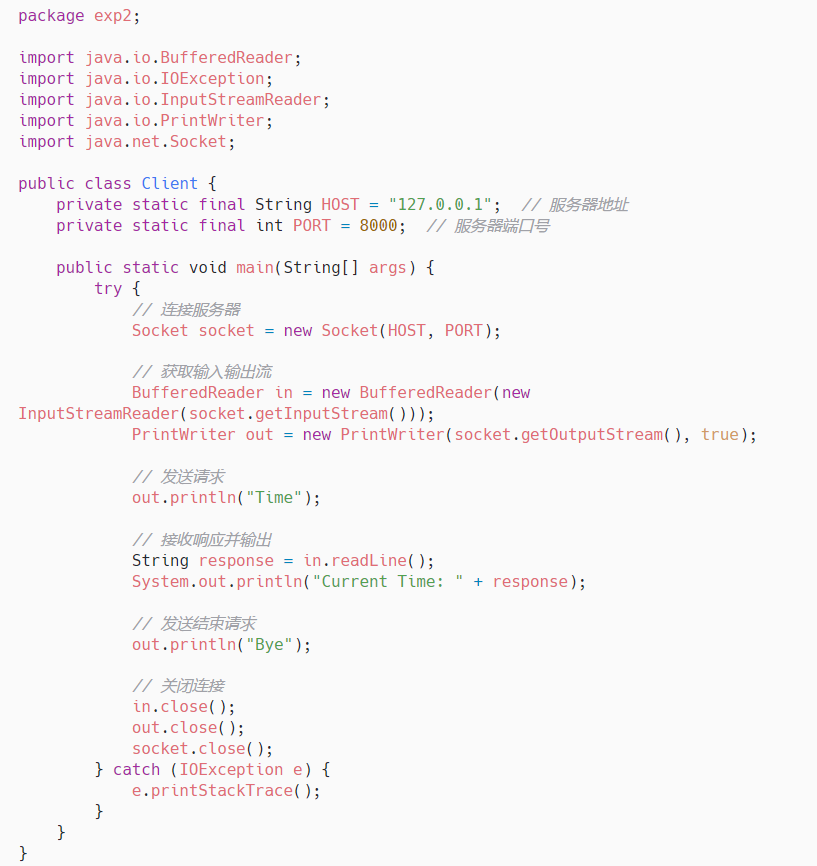 package exp2;

import java.io.BufferedReader;
import java.io.IOException;
import java.io.InputStreamReader;
import java.io.PrintWriter;
import java.net.Socket;

public class Client {
    private static final String HOST = "127.0.0.1";  // 服务器地址
    private static final int PORT = 8000;  // 服务器端口号

    public static void main(String[] args) {
        try {
            // 连接服务器
            Socket socket = new Socket(HOST, PORT);

            // 获取输入输出流
            BufferedReader in = new BufferedReader(new
InputStreamReader(socket.getInputStream()));
            PrintWriter out = new PrintWriter(socket.getOutputStream(), true);

            // 发送请求
            out.println("Time");

            // 接收响应并输出
            String response = in.readLine();
            System.out.println("Current Time: " + response);

            // 发送结束请求
            out.println("Bye");

            // 关闭连接
            in.close();
            out.close();
            socket.close();
        } catch (IOException e) {
            e.printStackTrace();
        }
    }
}